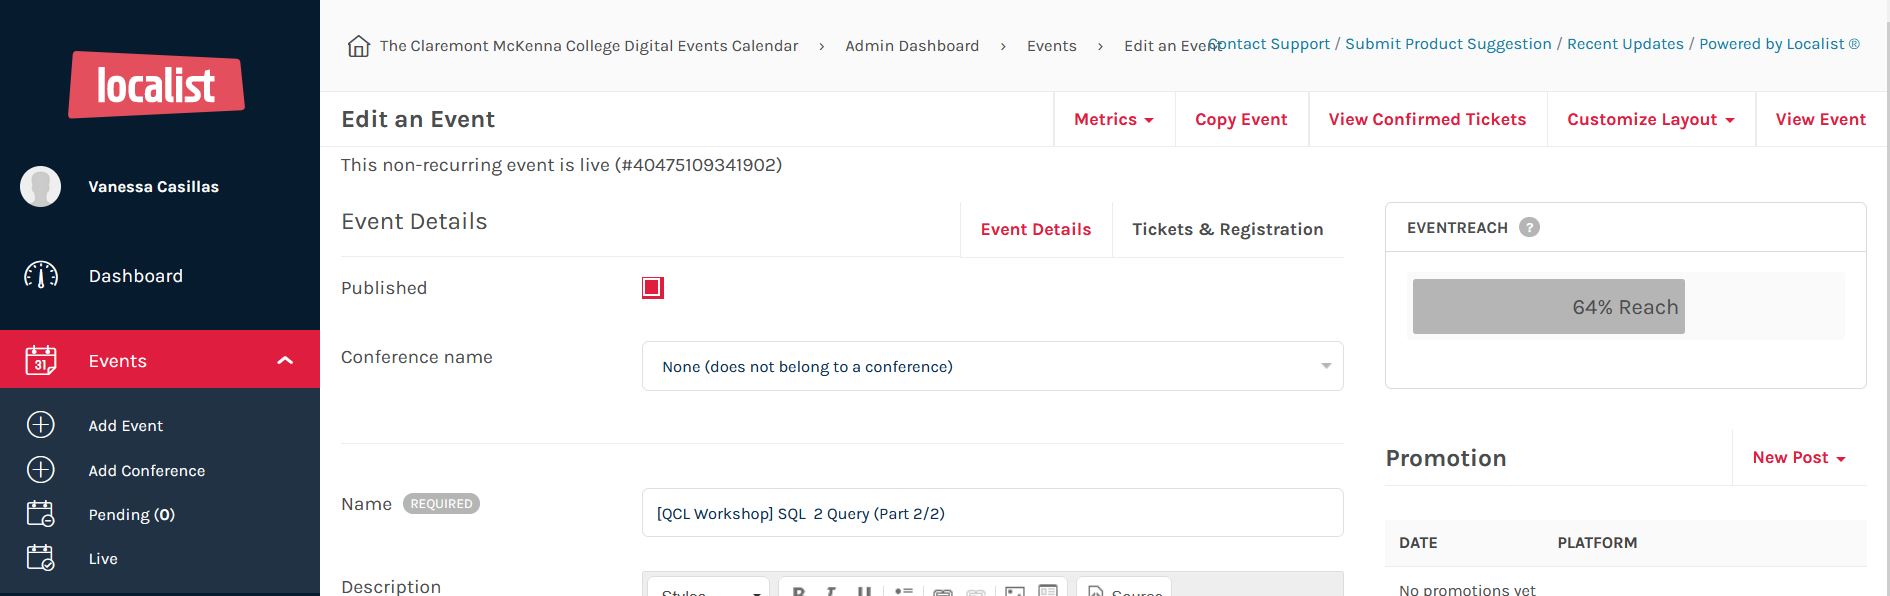 localist
Vanessa Casillas
Dashboard
31 Events
Add Event
Add Conference
Pending (0)
Live
The Claremont McKenna College Digital Events Calendar > Admin Dashboard > Events > Edit an Event
Contact Support / Submit Product Suggestion / Recent Updates / Powered by Localist ®
Edit an Event
Metrics Copy Event View Confirmed Tickets Customize Layout View Event
This non-recurring event is live (#40475109341902)
Event Details
Event Details Tickets & Registration
Published
Conference name
None (does not belong to a conference)
Name REQUIRED
[QCL Workshop] SQL  2 Query (Part 2/2)
Description
Styles B I U Source
EVENTREACH ?
64% Reach
Promotion
New Post
DATE PLATFORM
No promotions yet